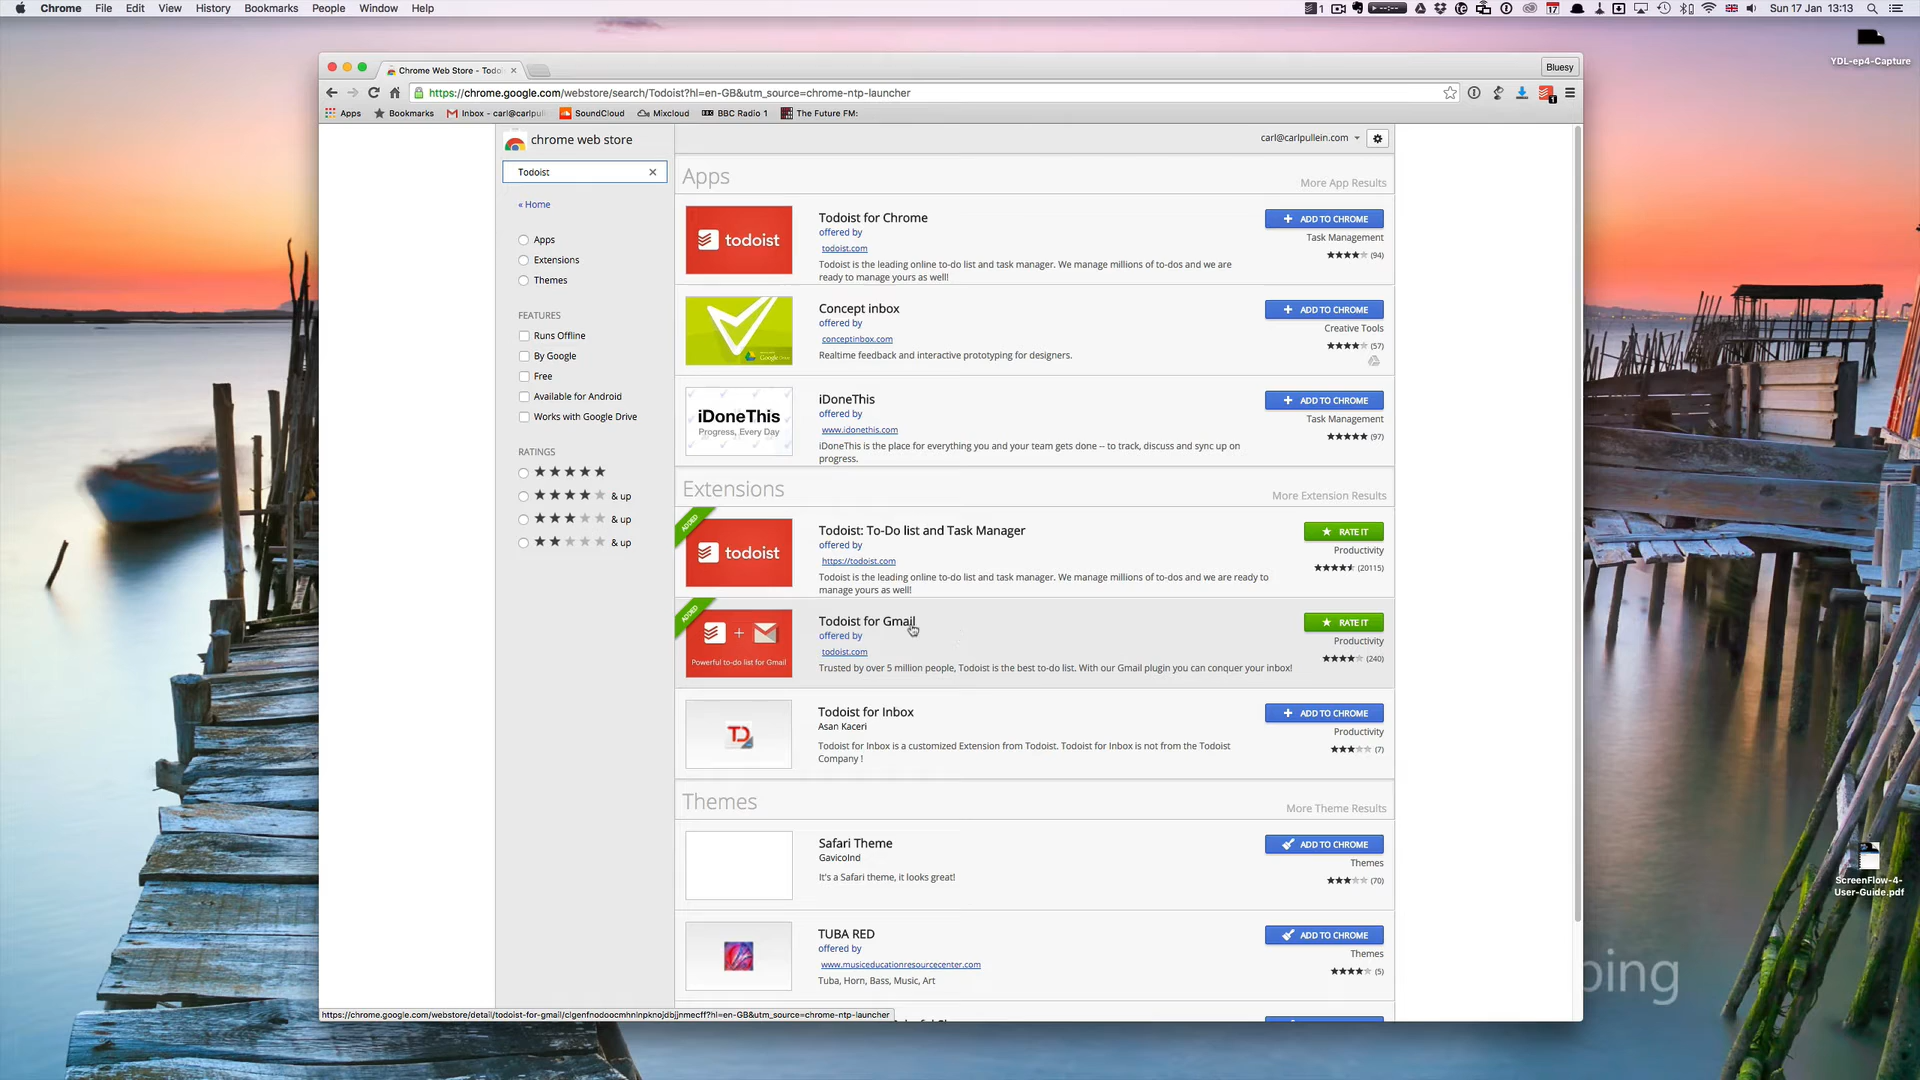 Chrome File Edit View History Bookmarks People Window Help
1 --:-- 17 Sun 17 Jan 13:13
YDL-ep4-Capture
Chrome Web Store - Todo
Bluesy
https://chrome.google.com/webstore/search/Todoist?hl=en-GB&utm_source=chrome-ntp-launcher
1
Apps Bookmarks Inbox - carl@carlpull SoundCloud Mixcloud BBC Radio 1 The Future FM:
chrome web store
carl@carlpullein.com
Todoist
« Home
Apps
Extensions
Themes
FEATURES
Runs Offline
By Google
Free
Available for Android
Works with Google Drive
RATINGS
& up
& up
& up
Apps
More App Results
todoist
Todoist for Chrome
offered by
todoist.com
Todoist is the leading online to-do list and task manager. We manage millions of to-dos and we are
ready to manage yours as well!
ADD TO CHROME
Task Management
(94)
Google Drive
Concept inbox
offered by
conceptinbox.com
Realtime feedback and interactive prototyping for designers.
ADD TO CHROME
Creative Tools
(57)
iDoneThis
Progress, Every Day
iDoneThis
offered by
www.idonethis.com
iDoneThis is the place for everything you and your team gets done -- to track, discuss and sync up on
progress.
ADD TO CHROME
Task Management
(97)
Extensions
More Extension Results
ADDED
todoist
Todoist: To-Do list and Task Manager
offered by
https://todoist.com
Todoist is the leading online to-do list and task manager. We manage millions of to-dos and we are ready to
manage yours as well!
RATE IT
Productivity
(20115)
ADDED
+
Powerful to-do list for Gmail
Todoist for Gmail
offered by
todoist.com
Trusted by over 5 million people, Todoist is the best to-do list. With our Gmail plugin you can conquer your inbox!
RATE IT
Productivity
(240)
TD
Todoist for Inbox
Asan Kaceri
Todoist for Inbox is a customized Extension from Todoist. Todoist for Inbox is not from the Todoist
Company !
ADD TO CHROME
Productivity
(7)
Themes
More Theme Results
Safari Theme
GavicoInd
It's a Safari theme, it looks great!
ADD TO CHROME
Themes
(70)
TUBA RED
offered by
www.musiceducationresourcecenter.com
Tuba, Horn, Bass, Music, Art
ADD TO CHROME
Themes
(5)
https://chrome.google.com/webstore/detail/todoist-for-gmail/clgenfnodoocmhnlnpknojdbjjnmecff?hl=en-GB&utm_source=chrome-ntp-launcher
ScreenFlow-4-
User-Guide.pdf
ping